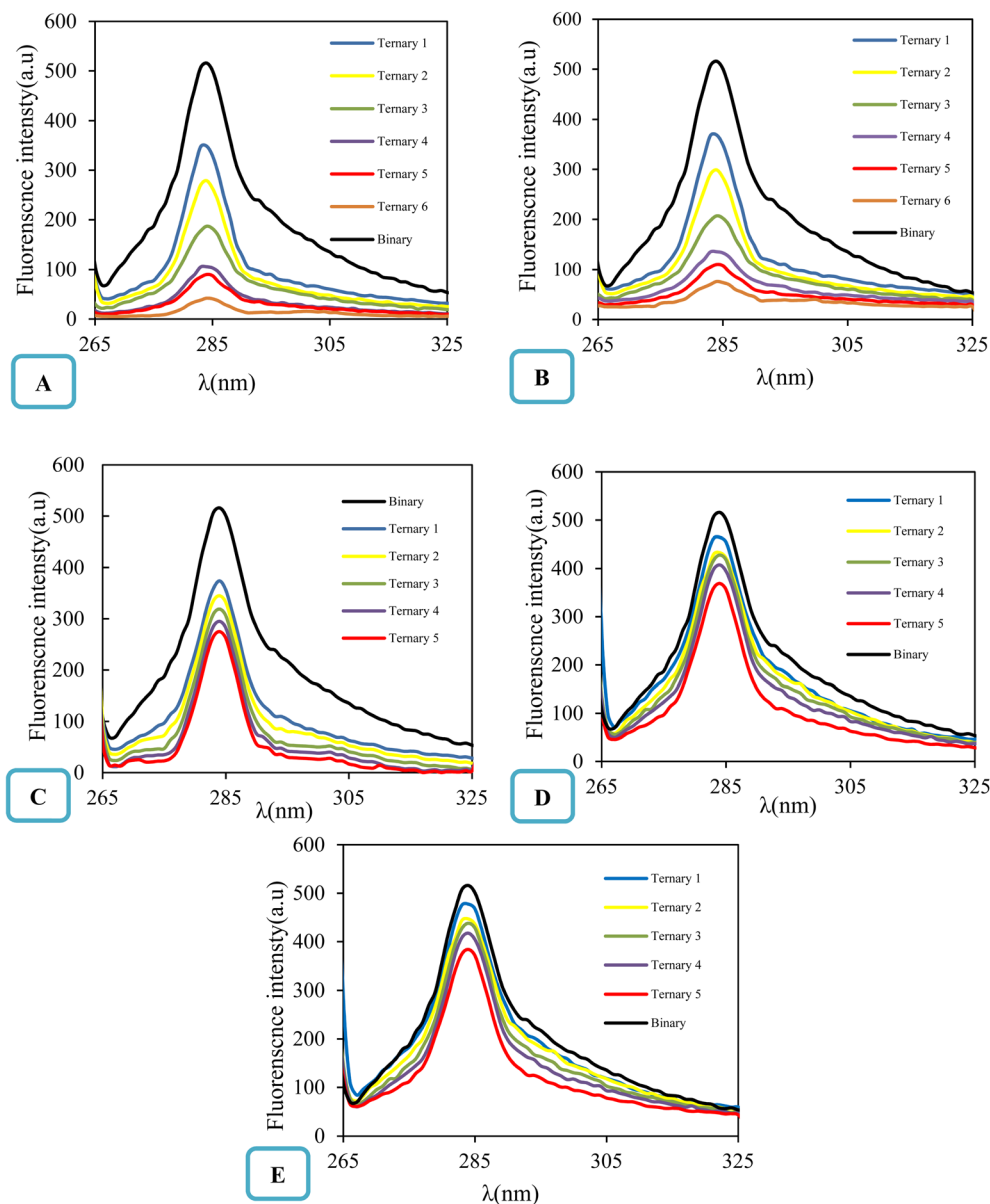 600
500
400
300
200
100
0
Fluorenscnce intensty(a.u)
Ternary 1
Ternary 2
Ternary 3
Ternary 4
Ternary 5
Ternary 6
Binary
265 285 305 325
λ(nm)
A
600
500
400
300
200
100
0
Fluorenscnce intensty(a.u)
Ternary 1
Ternary 2
Ternary 3
Ternary 4
Ternary 5
Ternary 6
Binary
265 285 305 325
λ(nm)
B
600
500
400
300
200
100
0
Fluorenscnce intensty(a.u)
Binary
Ternary 1
Ternary 2
Ternary 3
Ternary 4
Ternary 5
265 285 305 325
λ(nm)
C
600
500
400
300
200
100
0
Fluorenscnce intensty(a.u)
Ternary 1
Ternary 2
Ternary 3
Ternary 4
Ternary 5
Binary
265 285 305 325
λ(nm)
D
600
500
400
300
200
100
0
Fluorenscnce intensty(a.u)
Ternary 1
Ternary 2
Ternary 3
Ternary 4
Ternary 5
Binary
265 285 305 325
λ(nm)
E